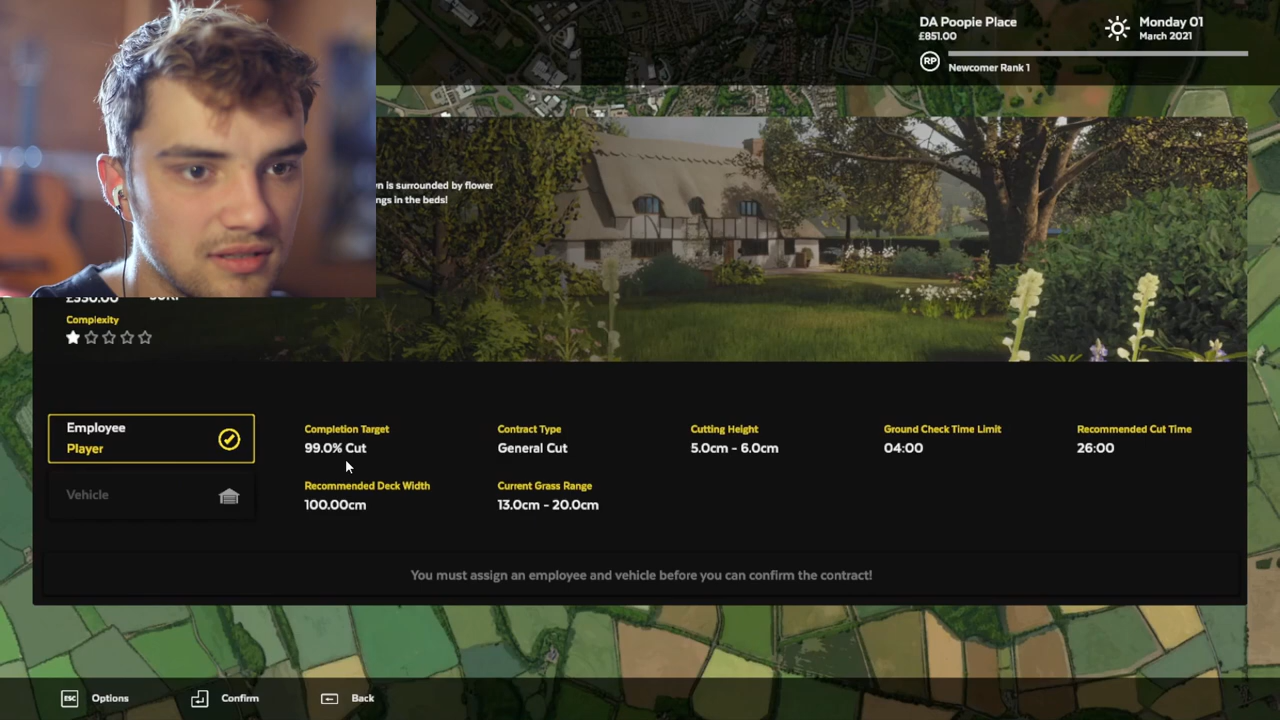 DA Poopie Place
£851.00
Monday 01
March 2021
RP
Newcomer Rank 1
is surrounded by flower
in the beds!
Complexity
Employee
Player
Vehicle
Completion Target
99.0% Cut
Contract Type
General Cut
Cutting Height
5.0cm - 6.0cm
Ground Check Time Limit
04:00
Recommended Cut Time
26:00
Recommended Deck Width
100.00cm
Current Grass Range
13.0cm - 20.0cm
You must assign an employee and vehicle before you can confirm the contract!
ESC Options
Confirm
Back